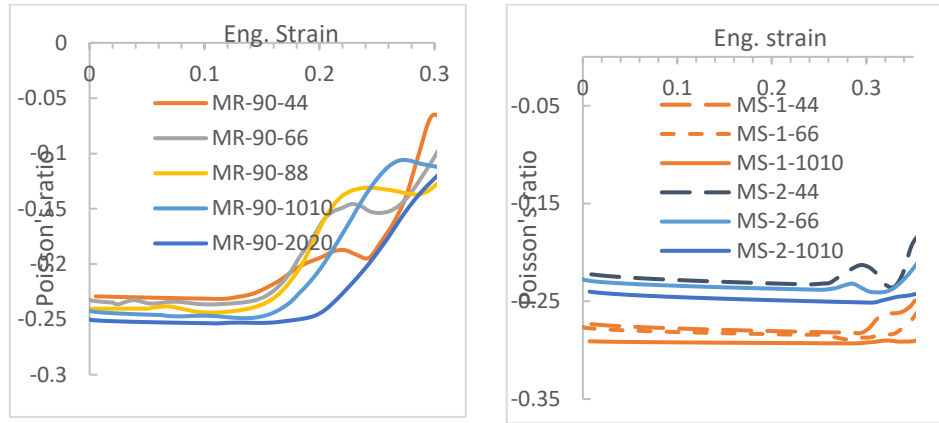 Eng. Strain
0
0
0.1
0.2
0.3
-0.05
-0.1
-0.15
-0.2
-0.25
-0.3
Poisson's ratio
MR-90-44
MR-90-66
MR-90-88
MR-90-1010
MR-90-2020
Eng. strain
0
0.1
0.2
0.3
-0.05
-0.15
-0.25
-0.35
Poisson's ratio
MS-1-44
MS-1-66
MS-1-1010
MS-2-44
MS-2-66
MS-2-1010